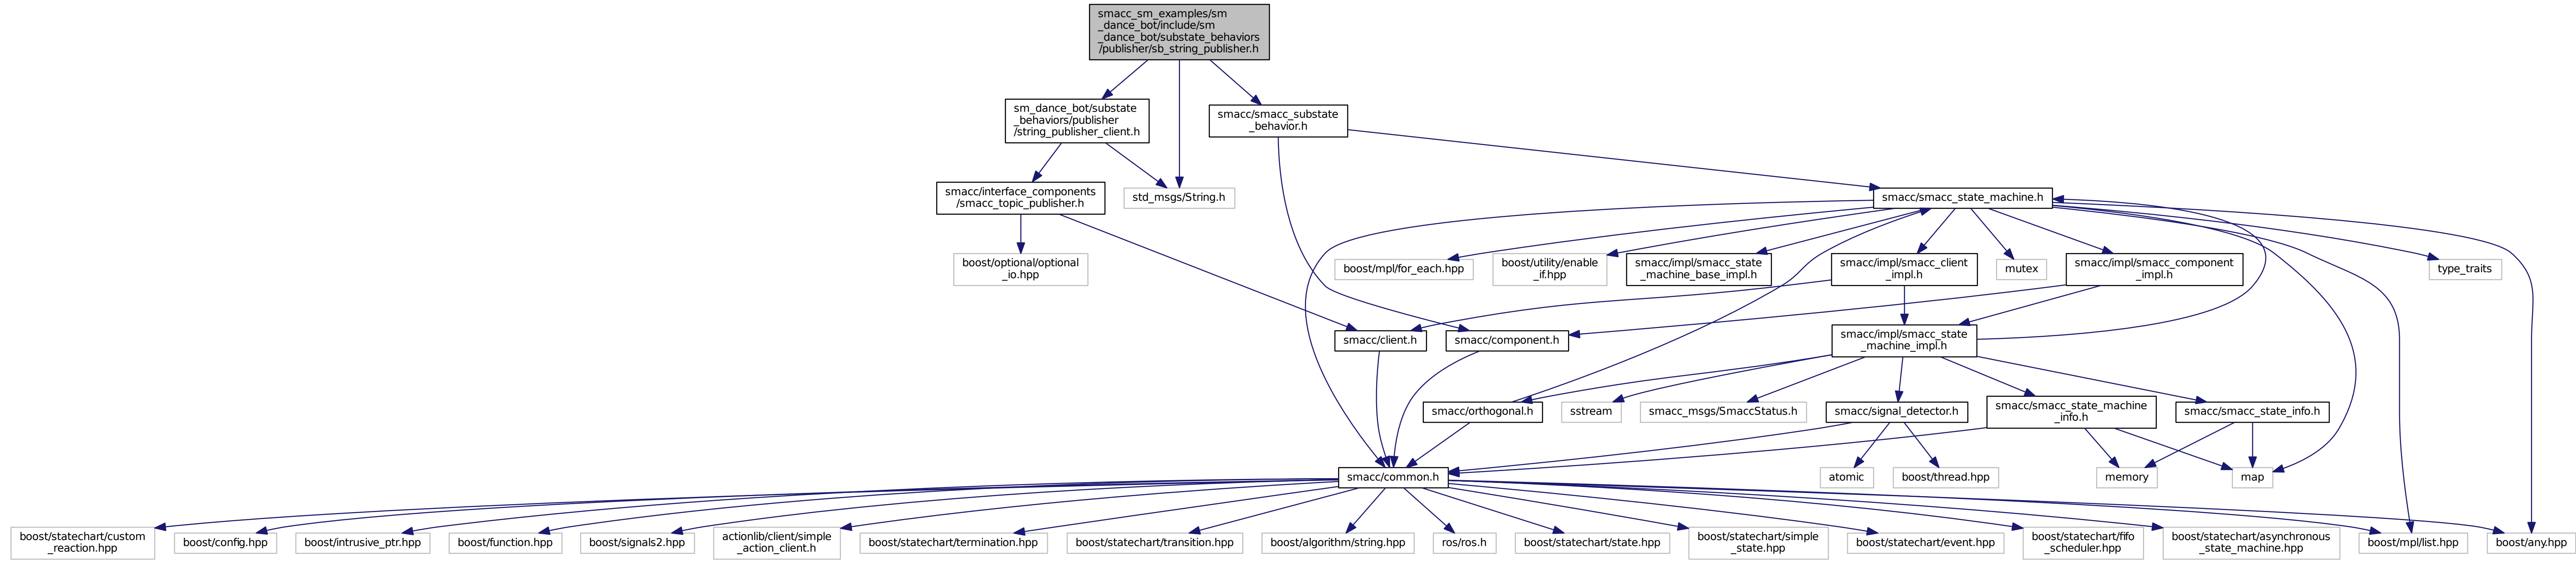 smacc_sm_examples/sm
_dance_bot/include/sm
_dance_bot/substate_behaviors
/publisher/sb_string_publisher.h
sm_dance_bot/substate
_behaviors/publisher
/string_publisher_client.h
smacc/smacc_substate
_behavior.h
smacc/interface_components
/smacc_topic_publisher.h
std_msgs/String.h
smacc/smacc_state_machine.h
boost/optional/optional
_io.hpp
boost/mpl/for_each.hpp
boost/utility/enable
_if.hpp
smacc/impl/smacc_state
_machine_base_impl.h
smacc/impl/smacc_client
_impl.h
mutex
smacc/impl/smacc_component
_impl.h
type_traits
smacc/client.h
smacc/component.h
smacc/impl/smacc_state
_machine_impl.h
smacc/orthogonal.h
sstream
smacc_msgs/SmaccStatus.h
smacc/signal_detector.h
smacc/smacc_state_machine
_info.h
smacc/smacc_state_info.h
smacc/common.h
atomic
boost/thread.hpp
memory
map
boost/statechart/custom
_reaction.hpp
boost/config.hpp
boost/intrusive_ptr.hpp
boost/function.hpp
boost/signals2.hpp
actionlib/client/simple
_action_client.h
boost/statechart/termination.hpp
boost/statechart/transition.hpp
boost/algorithm/string.hpp
ros/ros.h
boost/statechart/state.hpp
boost/statechart/simple
_state.hpp
boost/statechart/event.hpp
boost/statechart/fifo
_scheduler.hpp
boost/statechart/asynchronous
_state_machine.hpp
boost/mpl/list.hpp
boost/any.hpp